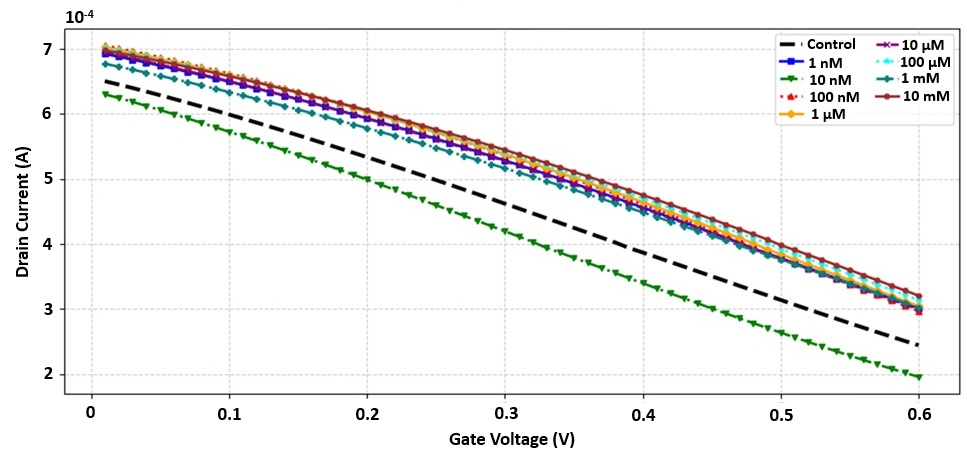 10⁻⁴
Drain Current (A)
7
6
5
4
3
2
0
0.1
0.2
0.3
0.4
0.5
0.6
Gate Voltage (V)
Control
1 nM
10 nM
100 nM
1 µM
10 µM
100 µM
1 mM
10 mM